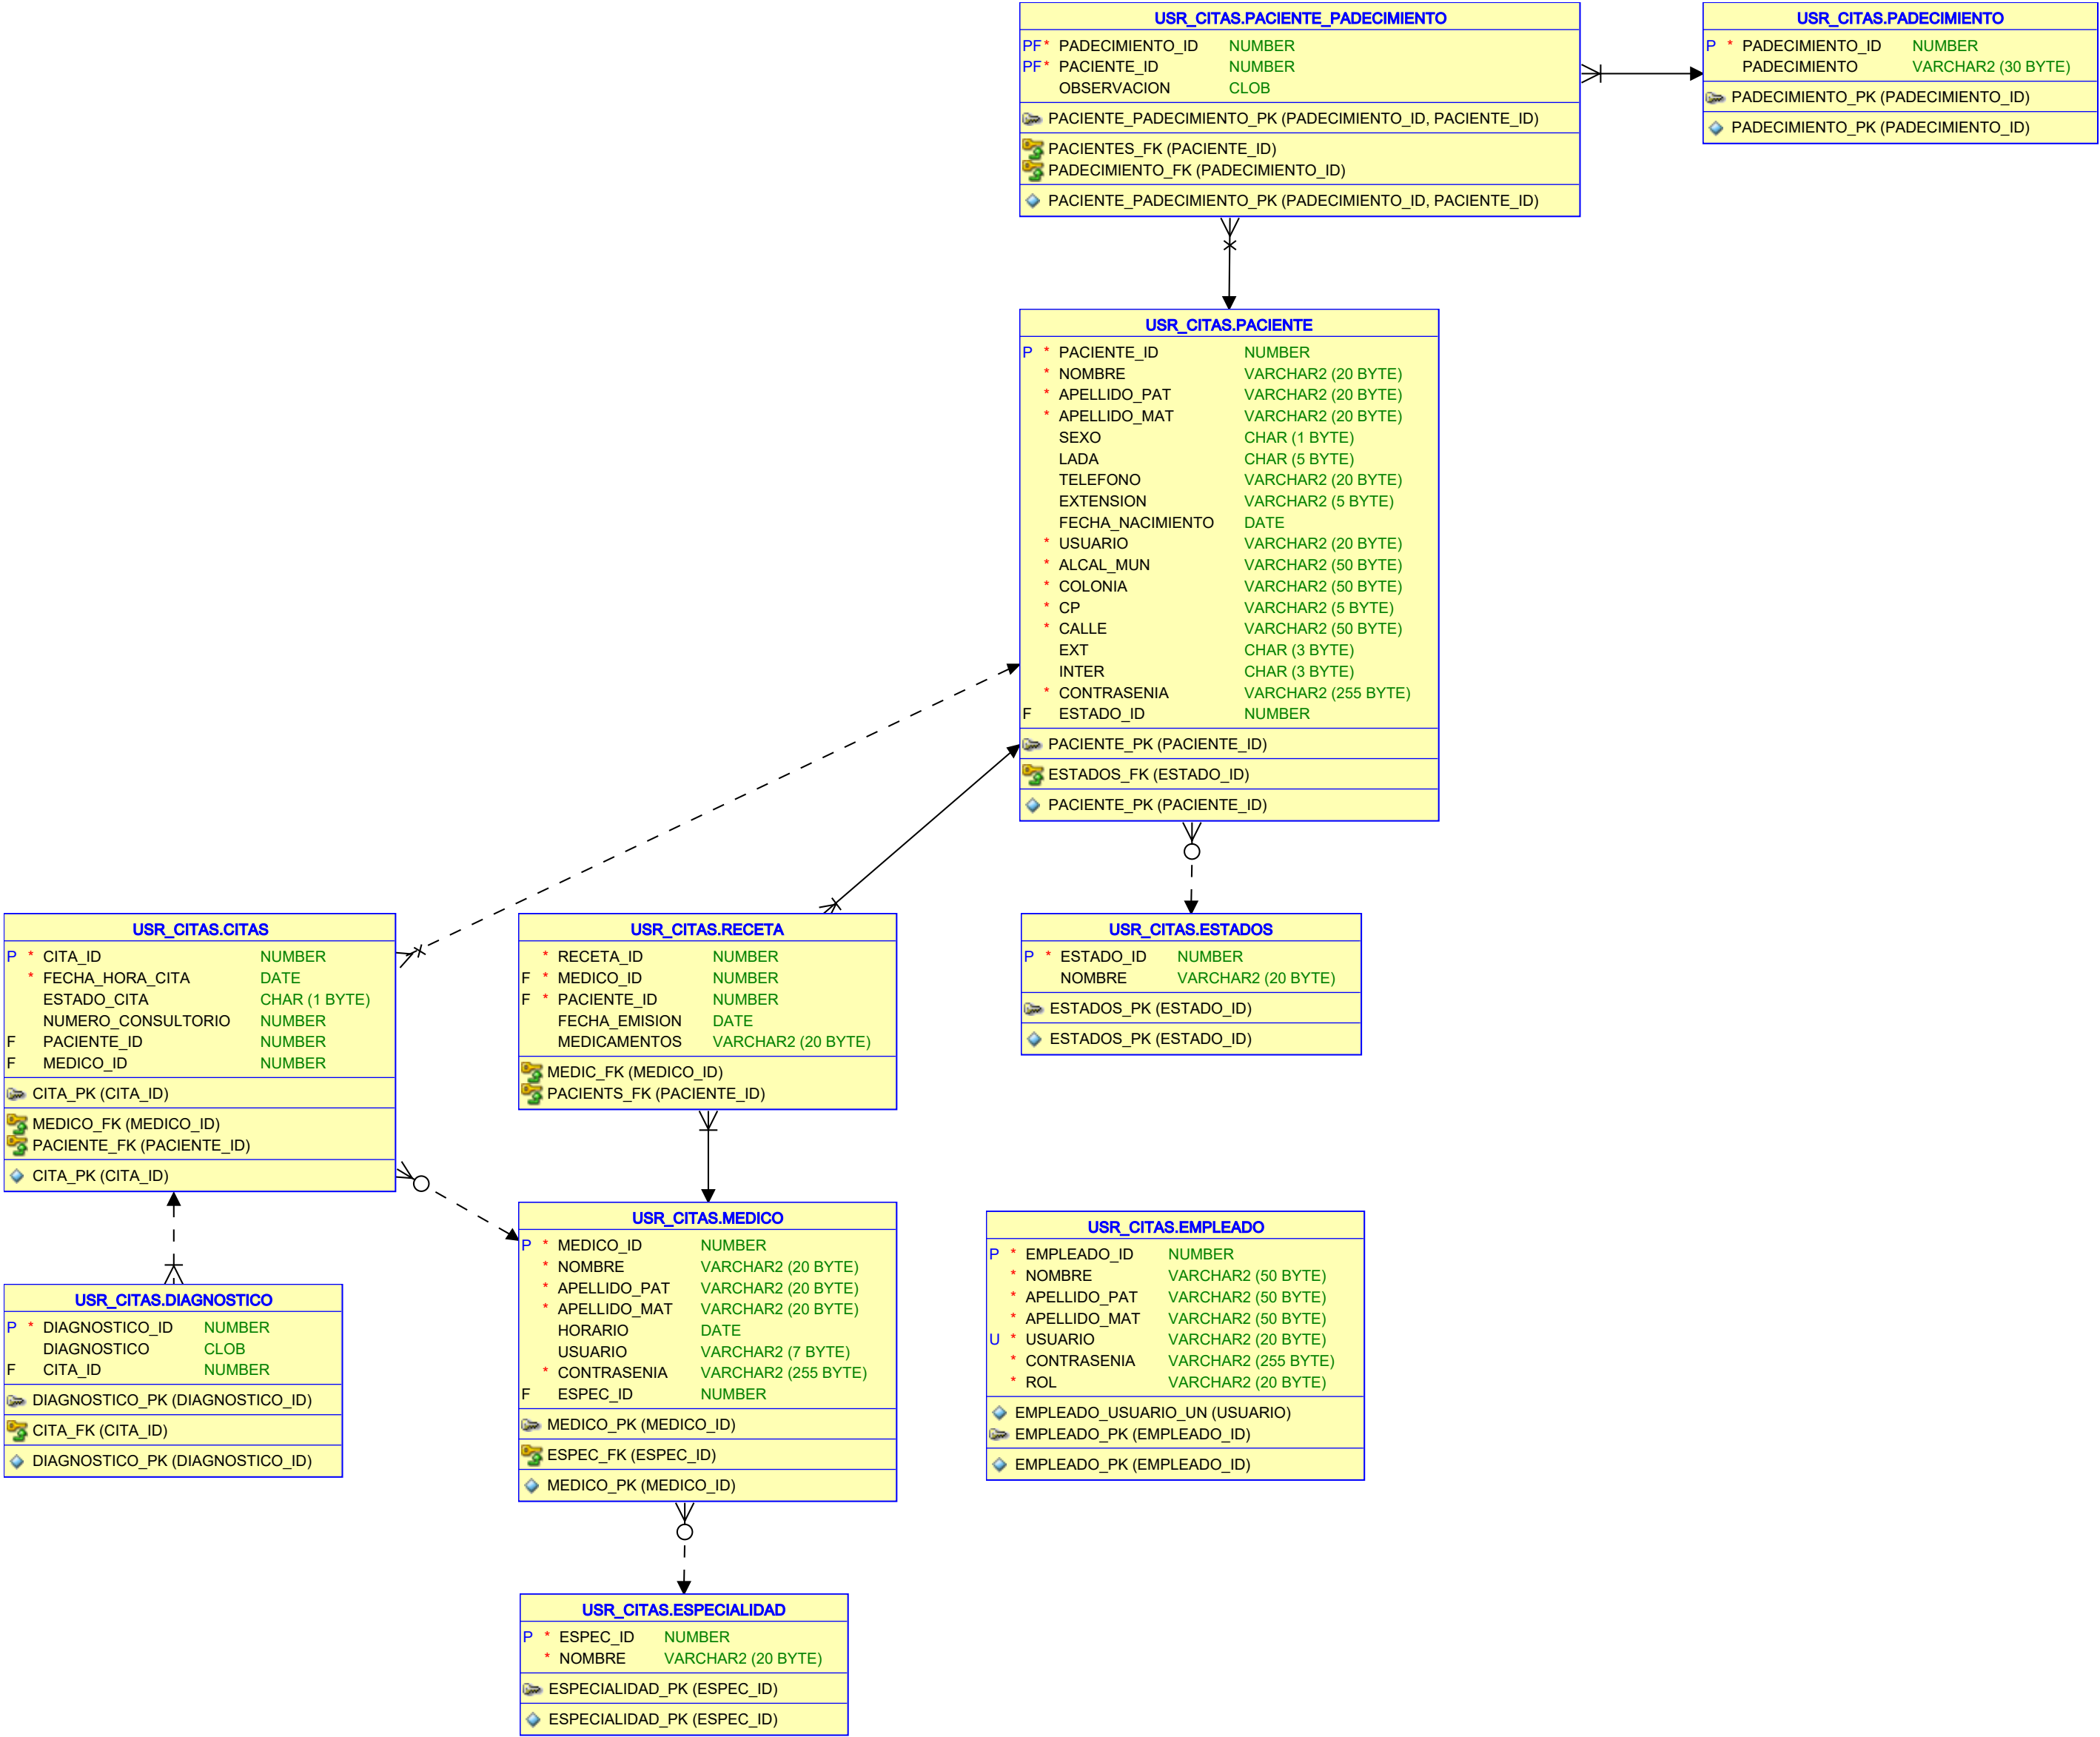 USR_CITAS.PACIENTE_PADECIMIENTO
PF * PADECIMIENTO_ID NUMBER
PF * PACIENTE_ID NUMBER
OBSERVACION CLOB
PACIENTE_PADECIMIENTO_PK (PADECIMIENTO_ID, PACIENTE_ID)
PACIENTES_FK (PACIENTE_ID)
PADECIMIENTO_FK (PADECIMIENTO_ID)
PACIENTE_PADECIMIENTO_PK (PADECIMIENTO_ID, PACIENTE_ID)
USR_CITAS.PADECIMIENTO
P * PADECIMIENTO_ID NUMBER
PADECIMIENTO VARCHAR2 (30 BYTE)
PADECIMIENTO_PK (PADECIMIENTO_ID)
PADECIMIENTO_PK (PADECIMIENTO_ID)
USR_CITAS.PACIENTE
P * PACIENTE_ID NUMBER
* NOMBRE VARCHAR2 (20 BYTE)
* APELLIDO_PAT VARCHAR2 (20 BYTE)
* APELLIDO_MAT VARCHAR2 (20 BYTE)
SEXO CHAR (1 BYTE)
LADA CHAR (5 BYTE)
TELEFONO VARCHAR2 (20 BYTE)
EXTENSION VARCHAR2 (5 BYTE)
FECHA_NACIMIENTO DATE
* USUARIO VARCHAR2 (20 BYTE)
* ALCAL_MUN VARCHAR2 (50 BYTE)
* COLONIA VARCHAR2 (50 BYTE)
* CP VARCHAR2 (5 BYTE)
* CALLE VARCHAR2 (50 BYTE)
EXT CHAR (3 BYTE)
INTER CHAR (3 BYTE)
* CONTRASENIA VARCHAR2 (255 BYTE)
F ESTADO_ID NUMBER
PACIENTE_PK (PACIENTE_ID)
ESTADOS_FK (ESTADO_ID)
PACIENTE_PK (PACIENTE_ID)
USR_CITAS.CITAS
P * CITA_ID NUMBER
* FECHA_HORA_CITA DATE
ESTADO_CITA CHAR (1 BYTE)
NUMERO_CONSULTORIO NUMBER
F PACIENTE_ID NUMBER
F MEDICO_ID NUMBER
CITA_PK (CITA_ID)
MEDICO_FK (MEDICO_ID)
PACIENTE_FK (PACIENTE_ID)
CITA_PK (CITA_ID)
USR_CITAS.RECETA
* RECETA_ID NUMBER
F * MEDICO_ID NUMBER
F * PACIENTE_ID NUMBER
FECHA_EMISION DATE
MEDICAMENTOS VARCHAR2 (20 BYTE)
MEDIC_FK (MEDICO_ID)
PACIENTS_FK (PACIENTE_ID)
USR_CITAS.ESTADOS
P * ESTADO_ID NUMBER
NOMBRE VARCHAR2 (20 BYTE)
ESTADOS_PK (ESTADO_ID)
ESTADOS_PK (ESTADO_ID)
USR_CITAS.DIAGNOSTICO
P * DIAGNOSTICO_ID NUMBER
DIAGNOSTICO CLOB
F CITA_ID NUMBER
DIAGNOSTICO_PK (DIAGNOSTICO_ID)
CITA_FK (CITA_ID)
DIAGNOSTICO_PK (DIAGNOSTICO_ID)
USR_CITAS.MEDICO
P * MEDICO_ID NUMBER
* NOMBRE VARCHAR2 (20 BYTE)
* APELLIDO_PAT VARCHAR2 (20 BYTE)
* APELLIDO_MAT VARCHAR2 (20 BYTE)
HORARIO DATE
USUARIO VARCHAR2 (7 BYTE)
* CONTRASENIA VARCHAR2 (255 BYTE)
F ESPEC_ID NUMBER
MEDICO_PK (MEDICO_ID)
ESPEC_FK (ESPEC_ID)
MEDICO_PK (MEDICO_ID)
USR_CITAS.EMPLEADO
P * EMPLEADO_ID NUMBER
* NOMBRE VARCHAR2 (50 BYTE)
* APELLIDO_PAT VARCHAR2 (50 BYTE)
* APELLIDO_MAT VARCHAR2 (50 BYTE)
U * USUARIO VARCHAR2 (20 BYTE)
* CONTRASENIA VARCHAR2 (255 BYTE)
* ROL VARCHAR2 (20 BYTE)
EMPLEADO_USUARIO_UN (USUARIO)
EMPLEADO_PK (EMPLEADO_ID)
EMPLEADO_PK (EMPLEADO_ID)
USR_CITAS.ESPECIALIDAD
P * ESPEC_ID NUMBER
* NOMBRE VARCHAR2 (20 BYTE)
ESPECIALIDAD_PK (ESPEC_ID)
ESPECIALIDAD_PK (ESPEC_ID)